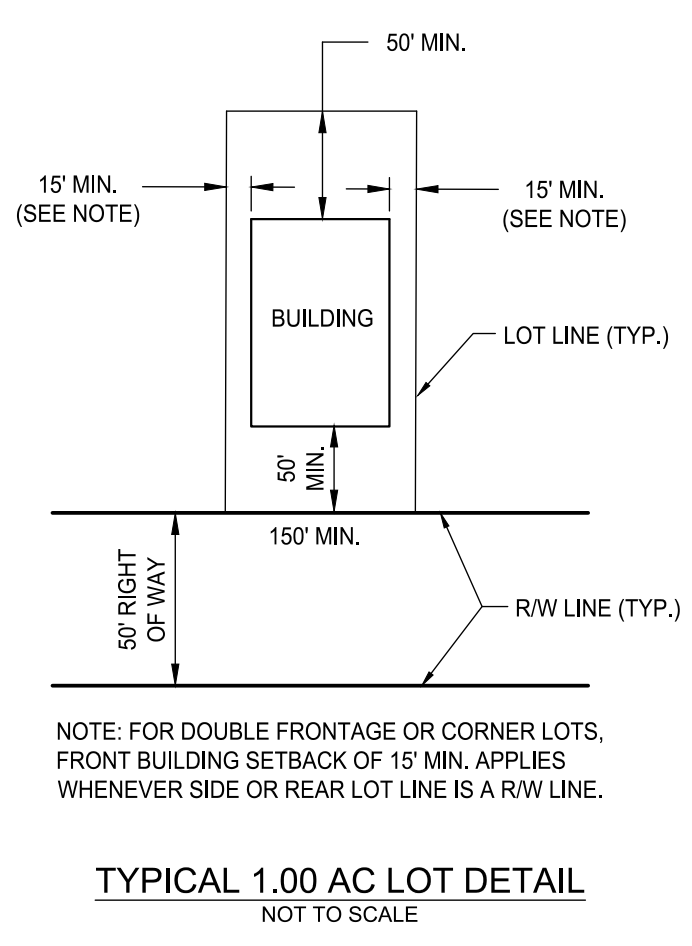 50' MIN.
15' MIN.
(SEE NOTE)
15' MIN.
(SEE NOTE)
BUILDING
LOT LINE (TYP.)
50'
MIN.
150' MIN.
50' RIGHT
OF WAY
R/W LINE (TYP.)
NOTE: FOR DOUBLE FRONTAGE OR CORNER LOTS,
FRONT BUILDING SETBACK OF 15' MIN. APPLIES
WHENEVER SIDE OR REAR LOT LINE IS A R/W LINE.
TYPICAL 1.00 AC LOT DETAIL
NOT TO SCALE